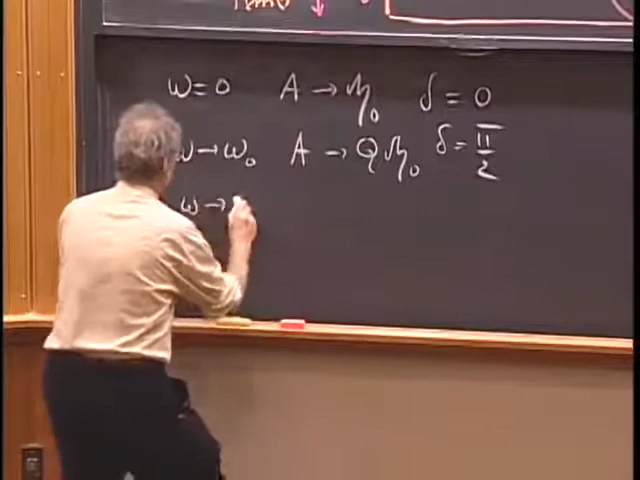 ω = 0 A → η₀ δ = 0
ω → ω₀ A → Qη₀ δ = π/2
ω →